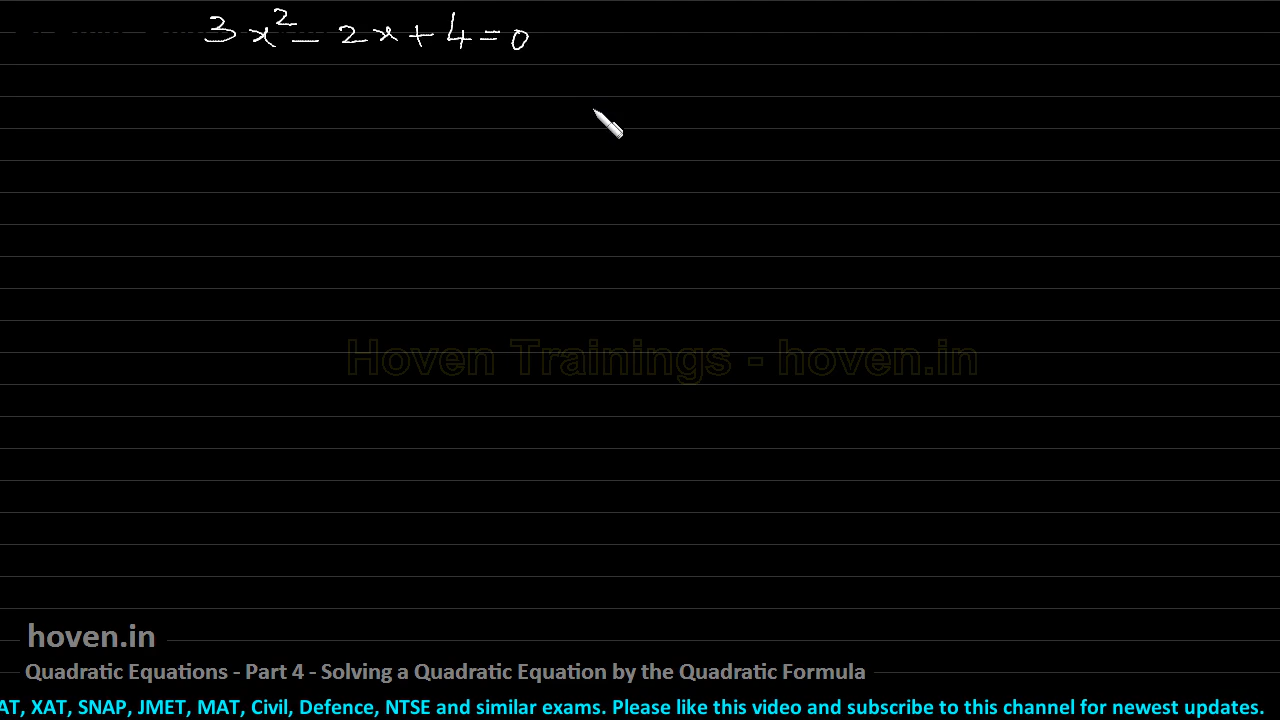 3x² - 2x + 4 = 0
Hoven Trainings - hoven.in
hoven.in
Quadratic Equations - Part 4 - Solving a Quadratic Equation by the Quadratic Formula
AT, XAT, SNAP, JMET, MAT, Civil, Defence, NTSE and similar exams. Please like this video and subscribe to this channel for newest updates.